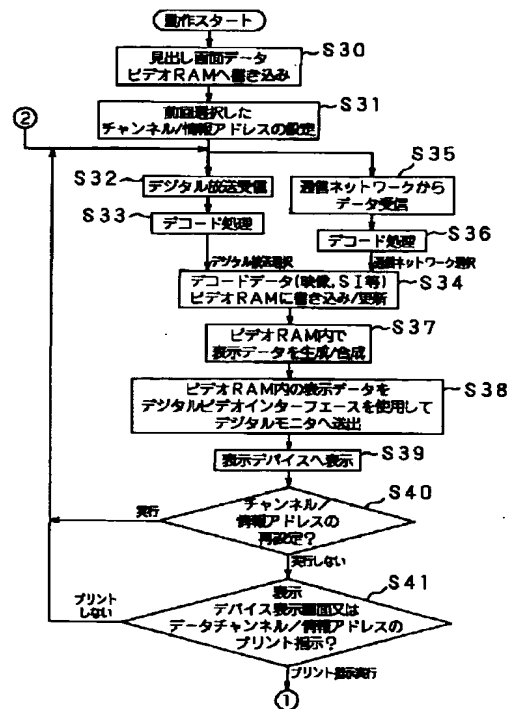 動作スタート
S30
見出し画面データ
ビデオRAMへ書き込み
S31
前回選択した
チャンネル/情報アドレスの設定
②
S32
デジタル放送受信
S35
通信ネットワークから
データ受信
S33
デコード処理
デコード処理
S36
デジタル放送選択
通信ネットワーク選択
S34
デコードデータ(映像,SI等)
ビデオRAMに書き込み/更新
S37
ビデオRAM内で
表示データを生成/合成
S38
ビデオRAM内の表示データを
デジタルビデオインターフェースを使用して
デジタルモニタへ送出
S39
表示デバイスへ表示
S40
チャンネル/
情報アドレスの
再設定?
実行
実行しない
S41
表示
デバイス表示画面又は
データチャンネル/情報アドレスの
プリント指示?
プリント
しない
プリント指示実行
①